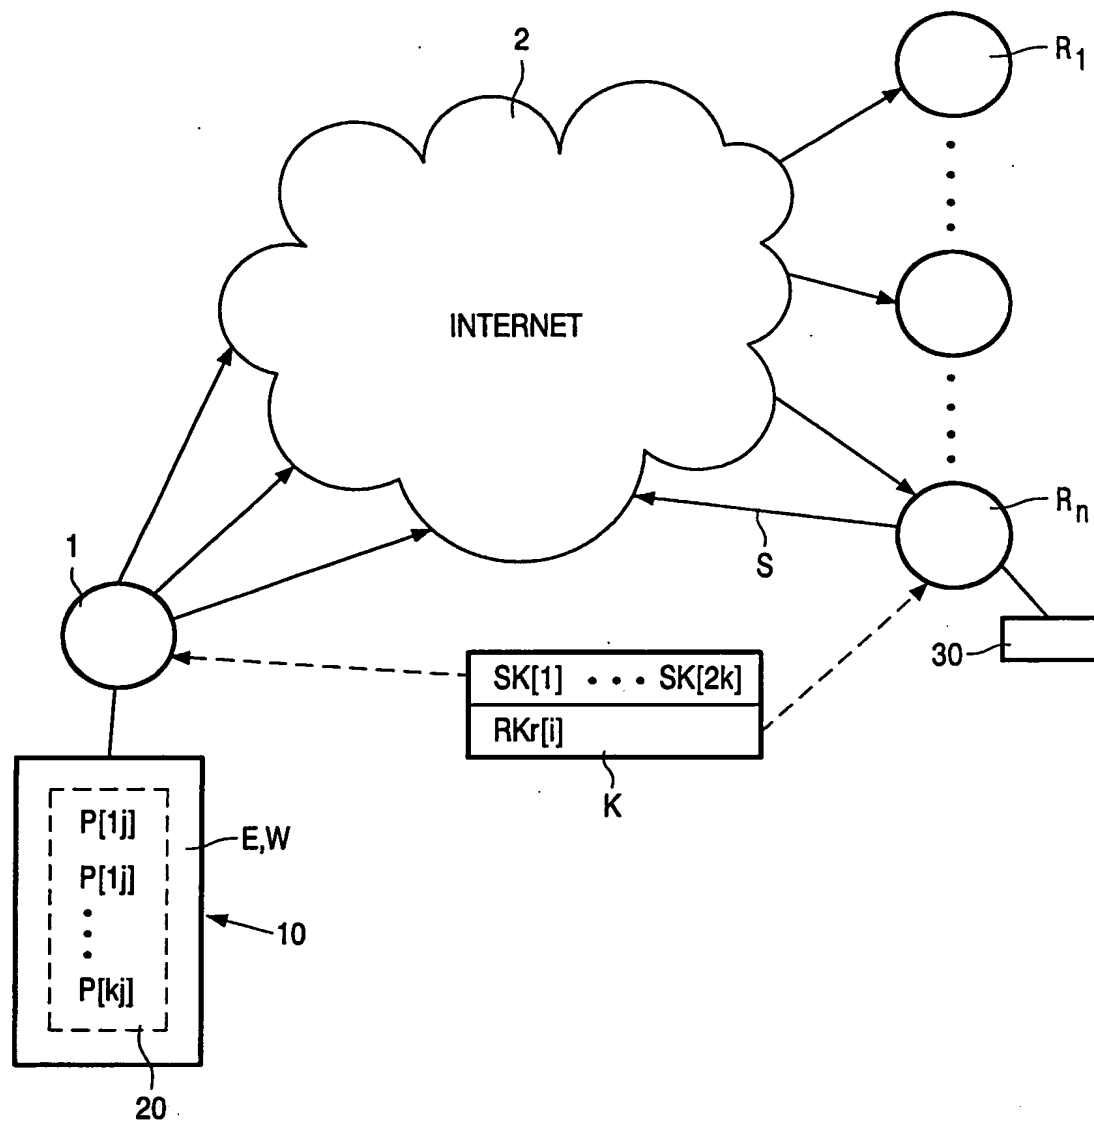 2
R1
INTERNET
Rn
S
1
30
SK[1] • • • SK[2k]
RKr[i]
K
P[1j]
E,W
P[1j]
10
P[kj]
20